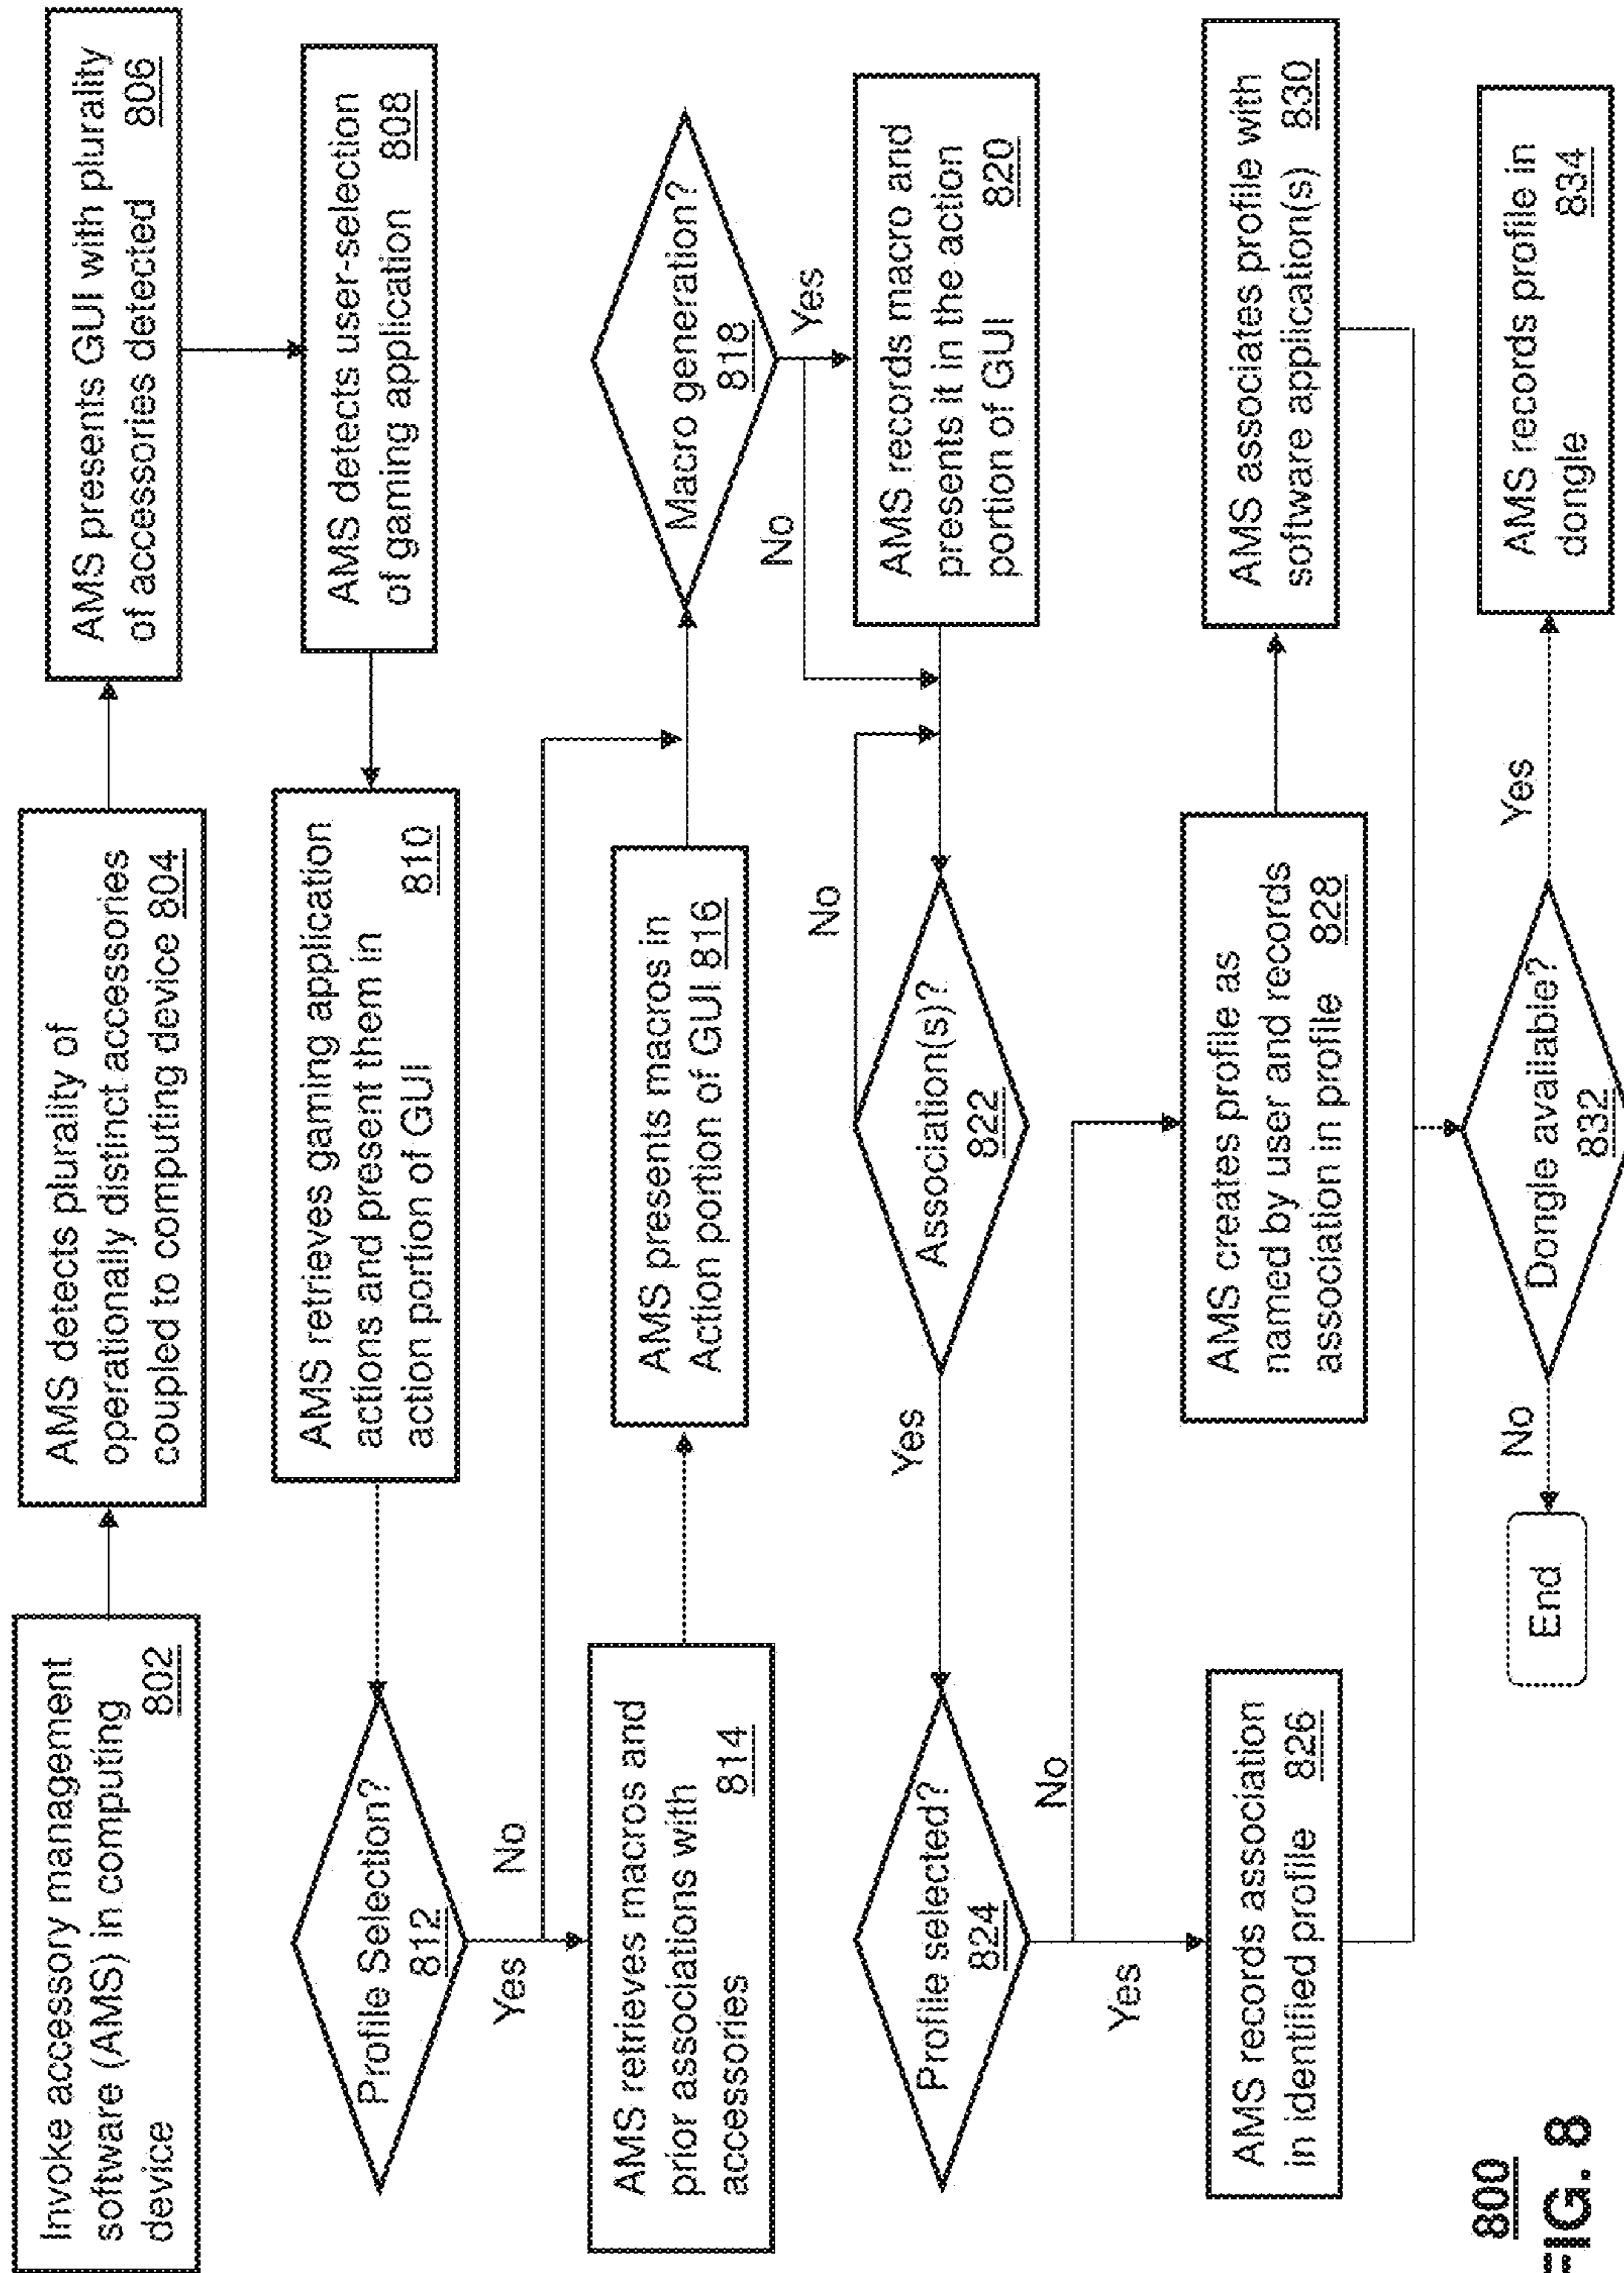 Invoke accessory management
software (AMS) in computing
device 802
AMS detects plurality of
operationally distinct accessories
coupled to computing device 804
AMS presents GUI with plurality
of accessories detected 806
AMS detects user-selection
of gaming application 808
AMS retrieves gaming application
actions and present them in
action portion of GUI 810
Profile Selection?
812
Yes
No
AMS retrieves macros and
prior associations with
accessories 814
AMS presents macros in
Action portion of GUI 816
Macro generation?
818
No
Yes
AMS records macro and
presents it in the action
portion of GUI 820
Association(s)?
822
No
Yes
Profile selected?
824
Yes
No
AMS records association
in identified profile 826
AMS creates profile as
named by user and records
association in profile 828
AMS associates profile with
software application(s) 830
Dongle available?
832
No
Yes
End
AMS records profile in
dongle 834
800
FIG. 8